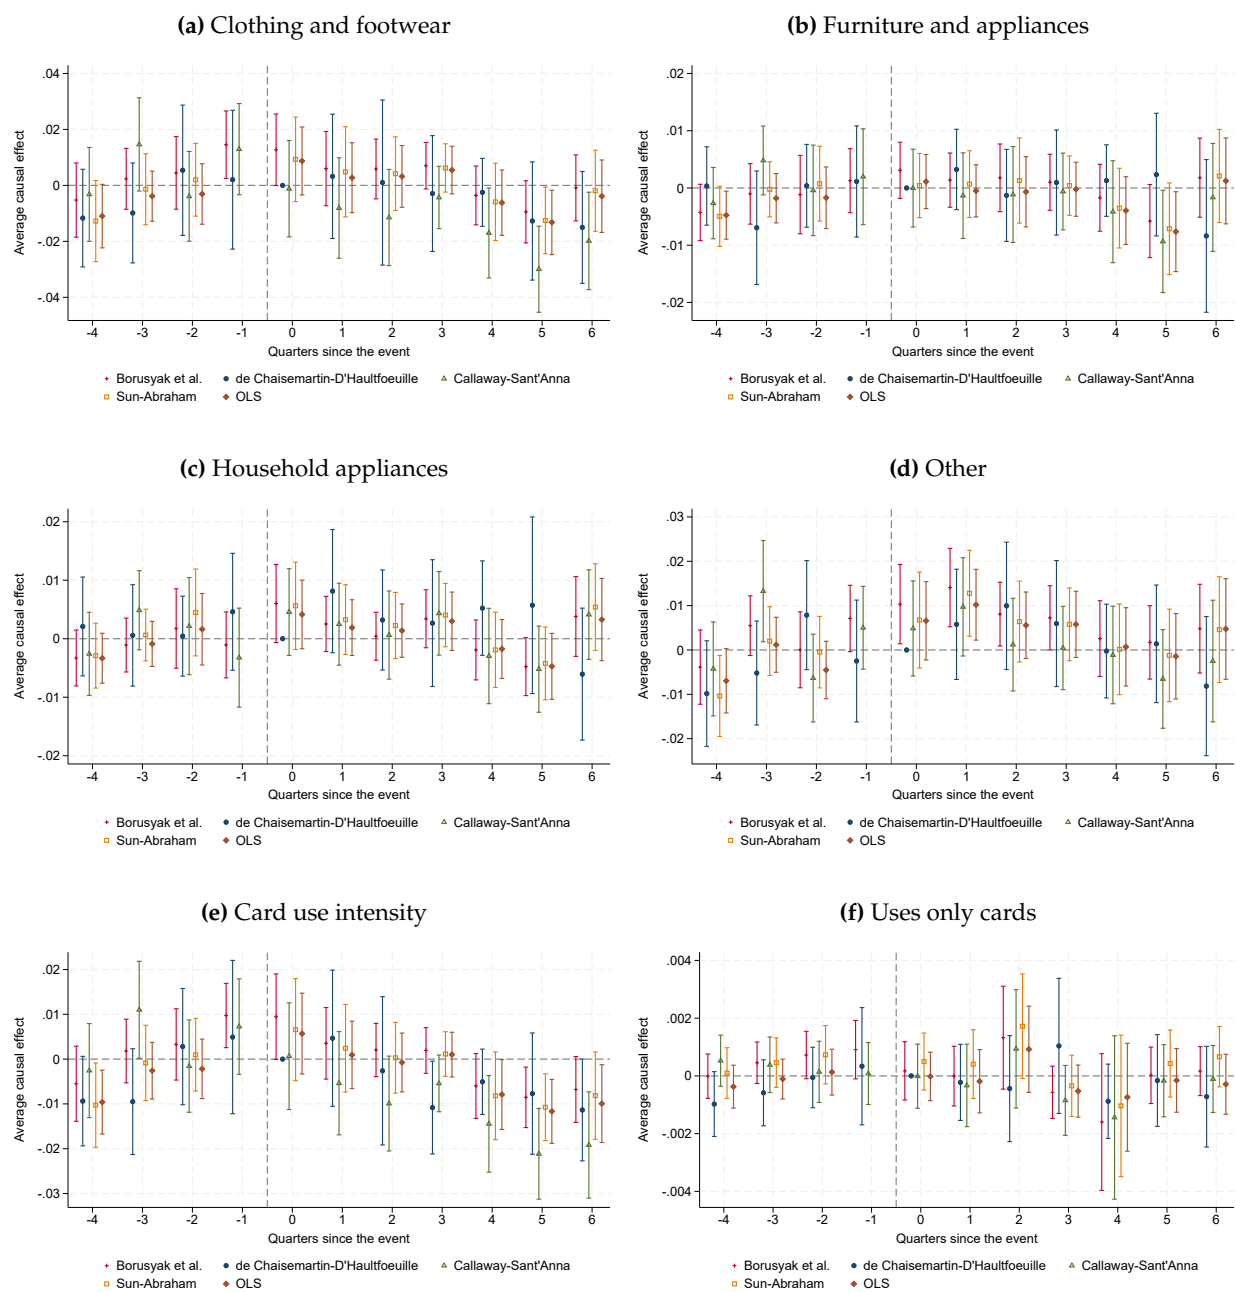 (a) Clothing and footwear
.04
.02
0
-.02
-.04
Average causal effect
-4 -3 -2 -1 0 1 2 3 4 5 6
Quarters since the event
Borusyak et al. de Chaisemartin-D'Haultfoeuille Callaway-Sant'Anna
Sun-Abraham OLS
(b) Furniture and appliances
.02
.01
0
-.01
-.02
Average causal effect
-4 -3 -2 -1 0 1 2 3 4 5 6
Quarters since the event
Borusyak et al. de Chaisemartin-D'Haultfoeuille Callaway-Sant'Anna
Sun-Abraham OLS
(c) Household appliances
.02
.01
0
-.01
-.02
Average causal effect
-4 -3 -2 -1 0 1 2 3 4 5 6
Quarters since the event
Borusyak et al. de Chaisemartin-D'Haultfoeuille Callaway-Sant'Anna
Sun-Abraham OLS
(d) Other
.03
.02
.01
0
-.01
-.02
Average causal effect
-4 -3 -2 -1 0 1 2 3 4 5 6
Quarters since the event
Borusyak et al. de Chaisemartin-D'Haultfoeuille Callaway-Sant'Anna
Sun-Abraham OLS
(e) Card use intensity
.02
.01
0
-.01
-.02
-.03
Average causal effect
-4 -3 -2 -1 0 1 2 3 4 5 6
Quarters since the event
Borusyak et al. de Chaisemartin-D'Haultfoeuille Callaway-Sant'Anna
Sun-Abraham OLS
(f) Uses only cards
.004
.002
0
-.002
-.004
Average causal effect
-4 -3 -2 -1 0 1 2 3 4 5 6
Quarters since the event
Borusyak et al. de Chaisemartin-D'Haultfoeuille Callaway-Sant'Anna
Sun-Abraham OLS